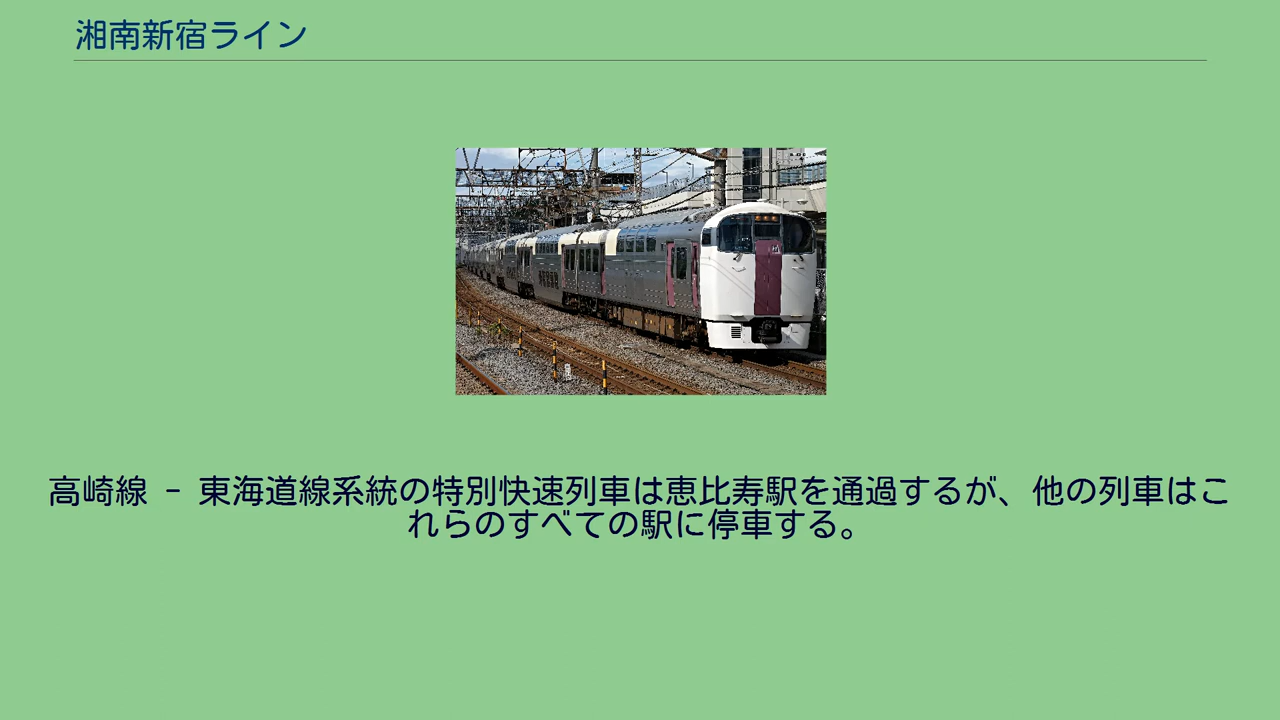 湘南新宿ライン
高崎線 - 東海道線系統の特別快速列車は恵比寿駅を通過するが、他の列車はこ
れらのすべての駅に停車する。